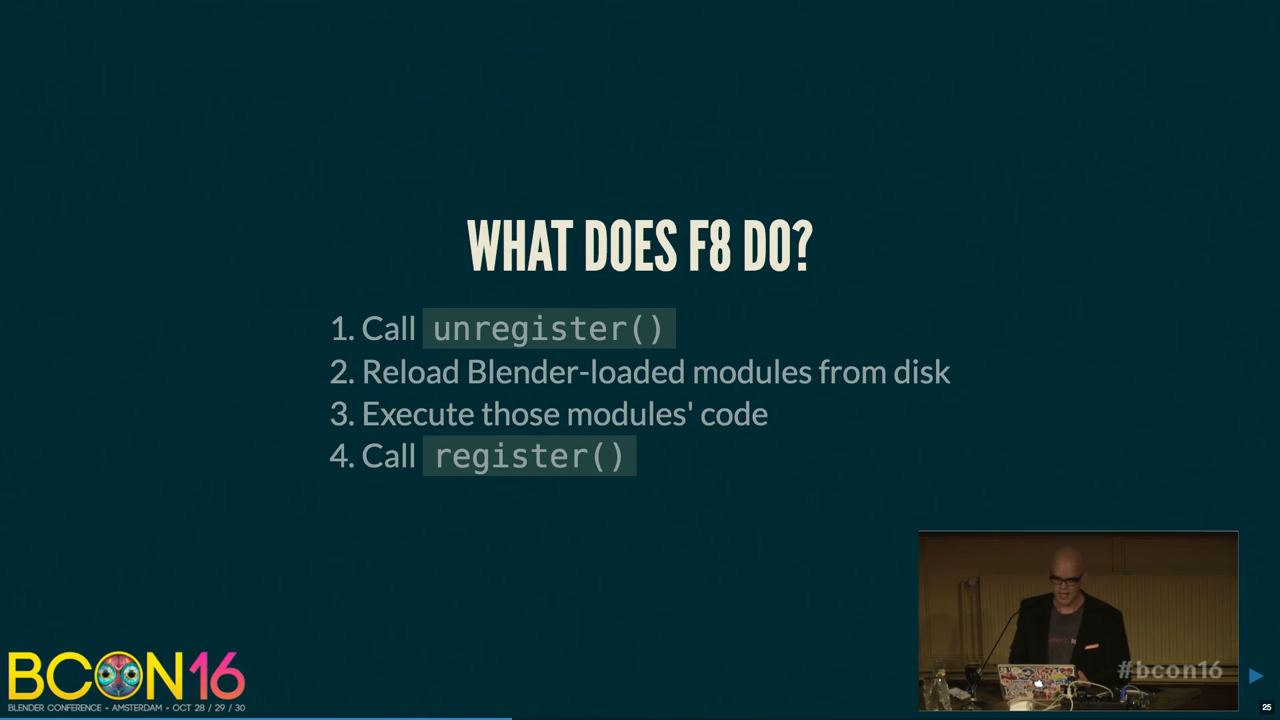 WHAT DOES F8 DO?
1. Call unregister()
2. Reload Blender-loaded modules from disk
3. Execute those modules' code
4. Call register()
#bcon16
BCON16
BLENDER CONFERENCE - AMSTERDAM - OCT 28 / 29 / 30
25